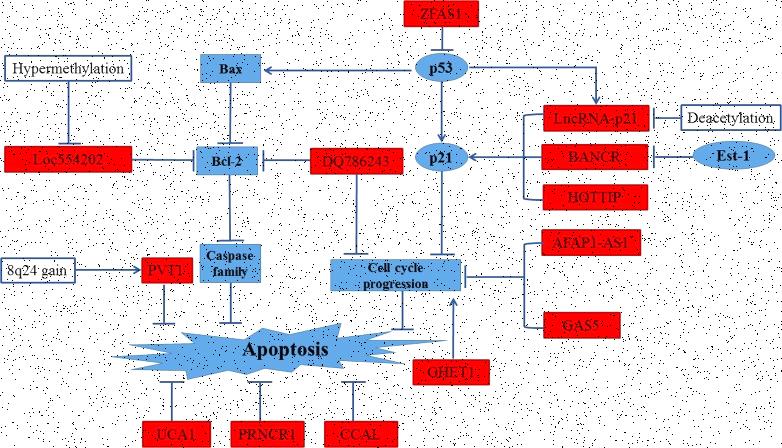 ZFAS1
Hypermethylation
Bax
p53
LncRNA-p21
Deacetylation
Loc554202
Bcl-2
DQ786243
p21
BANCR
Est-1
HOTTIP
AFAP1-AS1
8q24 gain
PVT1
Caspase
family
Cell cycle
progression
GAS5
Apoptosis
GHET1
UCA1
PRNCR1
CCAL